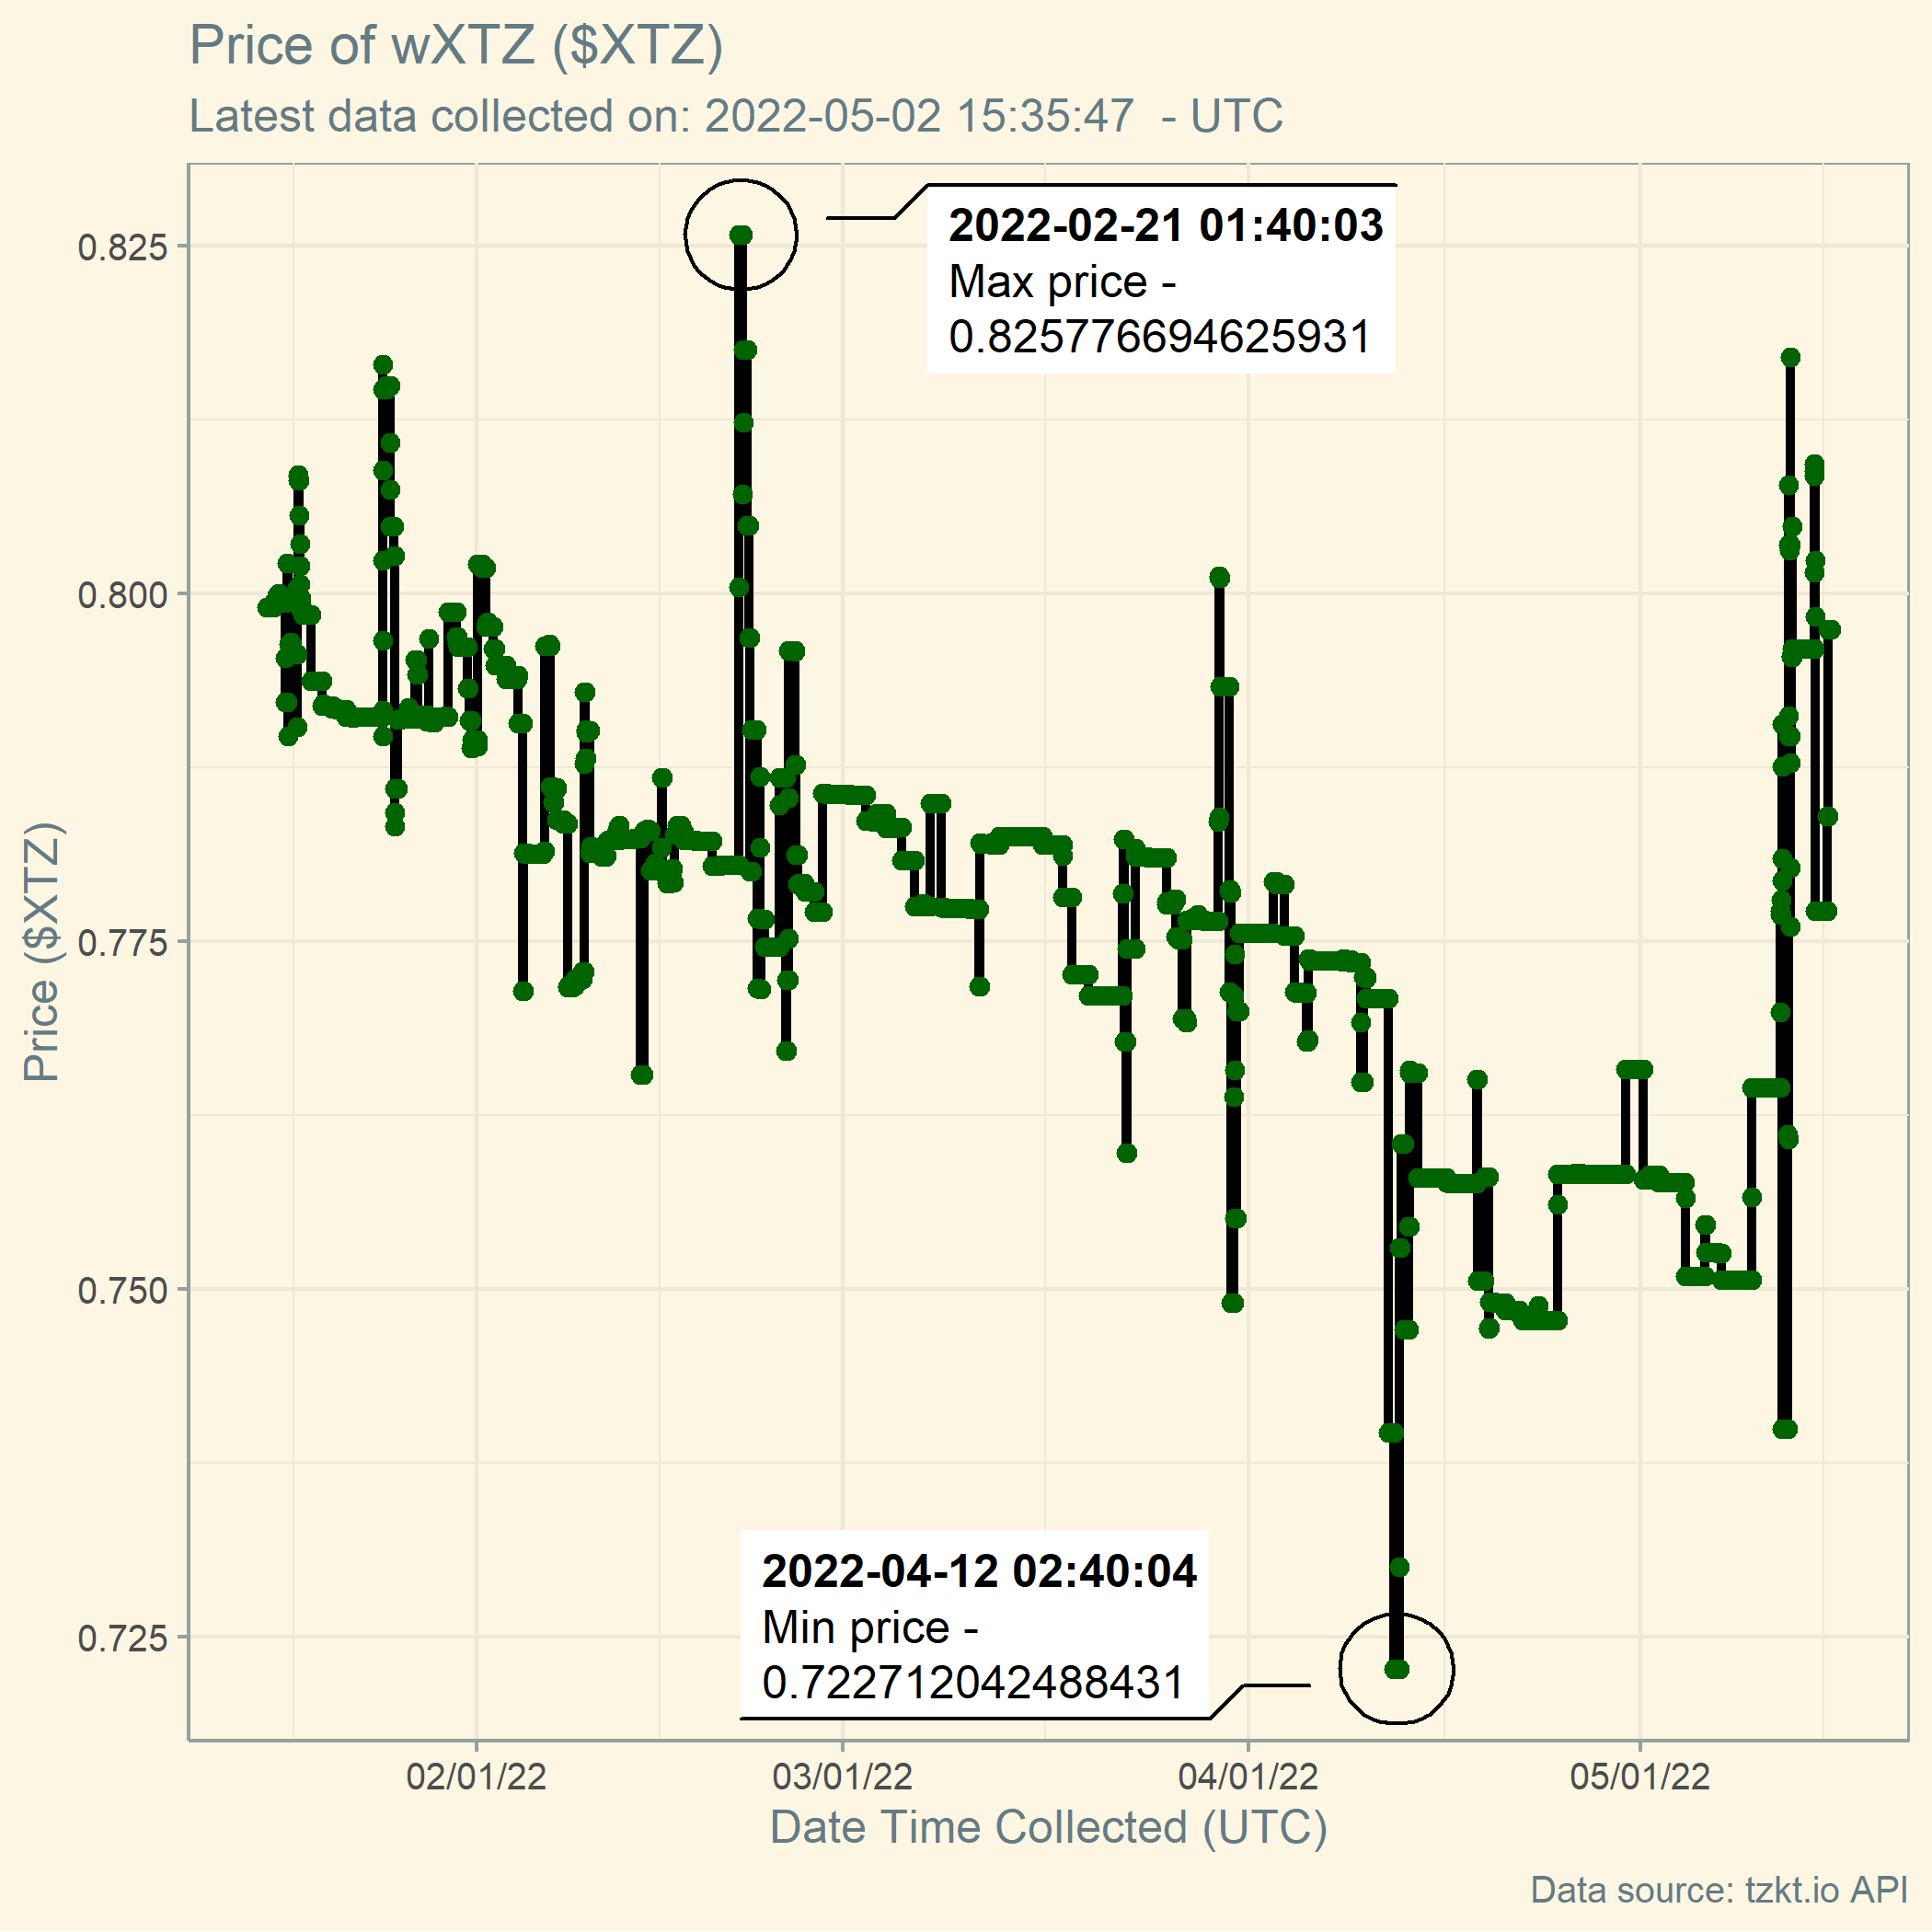 Price of wXTZ ($XTZ)
Latest data collected on: 2022-05-02 15:35:47  - UTC
2022-02-21 01:40:03
Max price -
0.825776694625931
0.825
0.800
0.775
0.750
0.725
Price ($XTZ)
2022-04-12 02:40:04
Min price -
0.722712042488431
02/01/22
03/01/22
04/01/22
05/01/22
Date Time Collected (UTC)
Data source: tzkt.io API